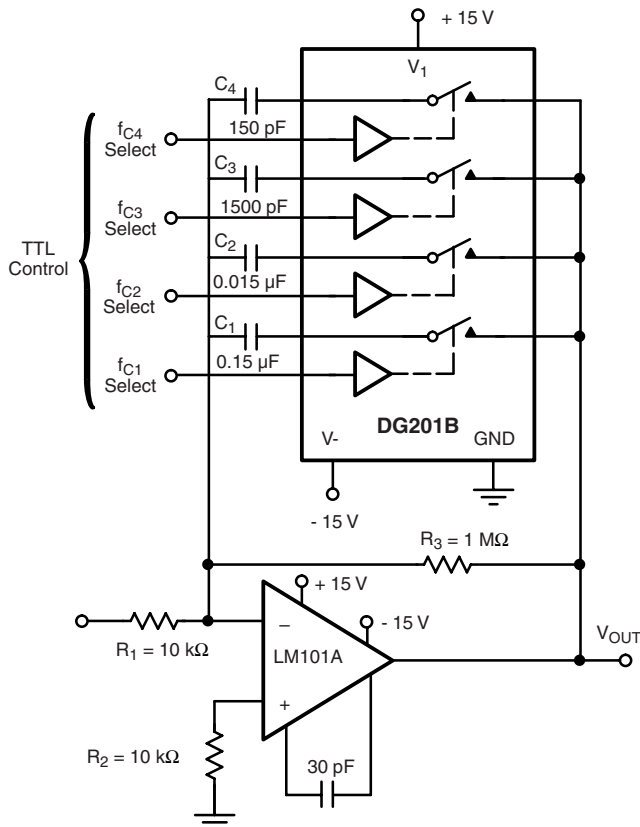 + 15 V
V1
C4
150 pF
fC4
Select
C3
1500 pF
fC3
Select
C2
0.015 µF
fC2
Select
C1
0.15 µF
fC1
Select
TTL
Control
DG201B
V-
GND
- 15 V
R3 = 1 MΩ
+ 15 V
- 15 V
VOUT
R1 = 10 kΩ
–
LM101A
+
R2 = 10 kΩ
30 pF